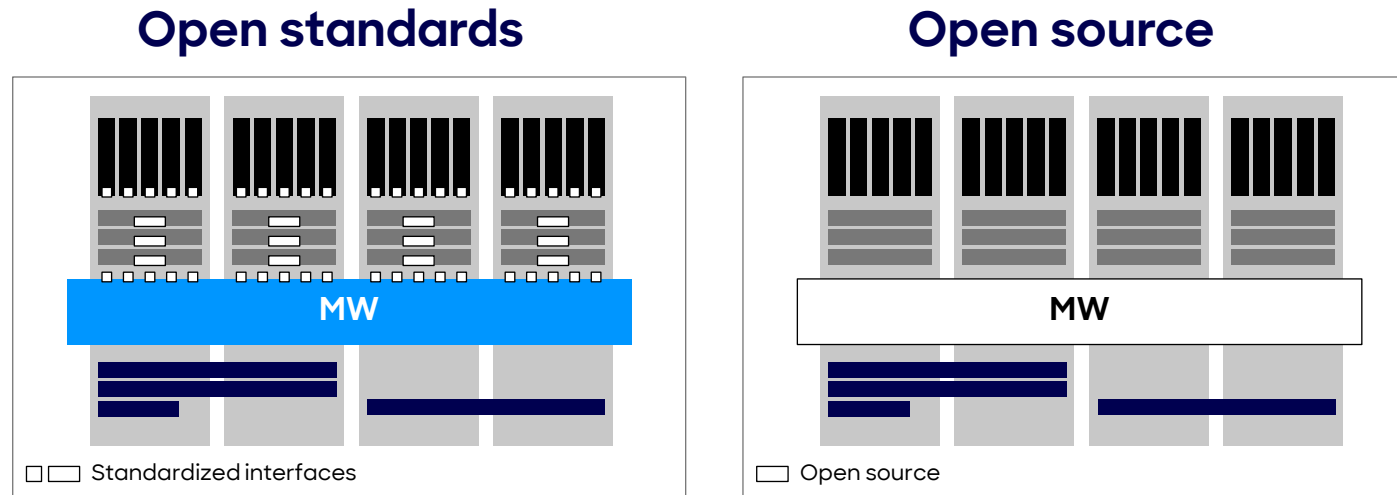 Open standards
Open source
MW
MW
Standardized interfaces
Open source